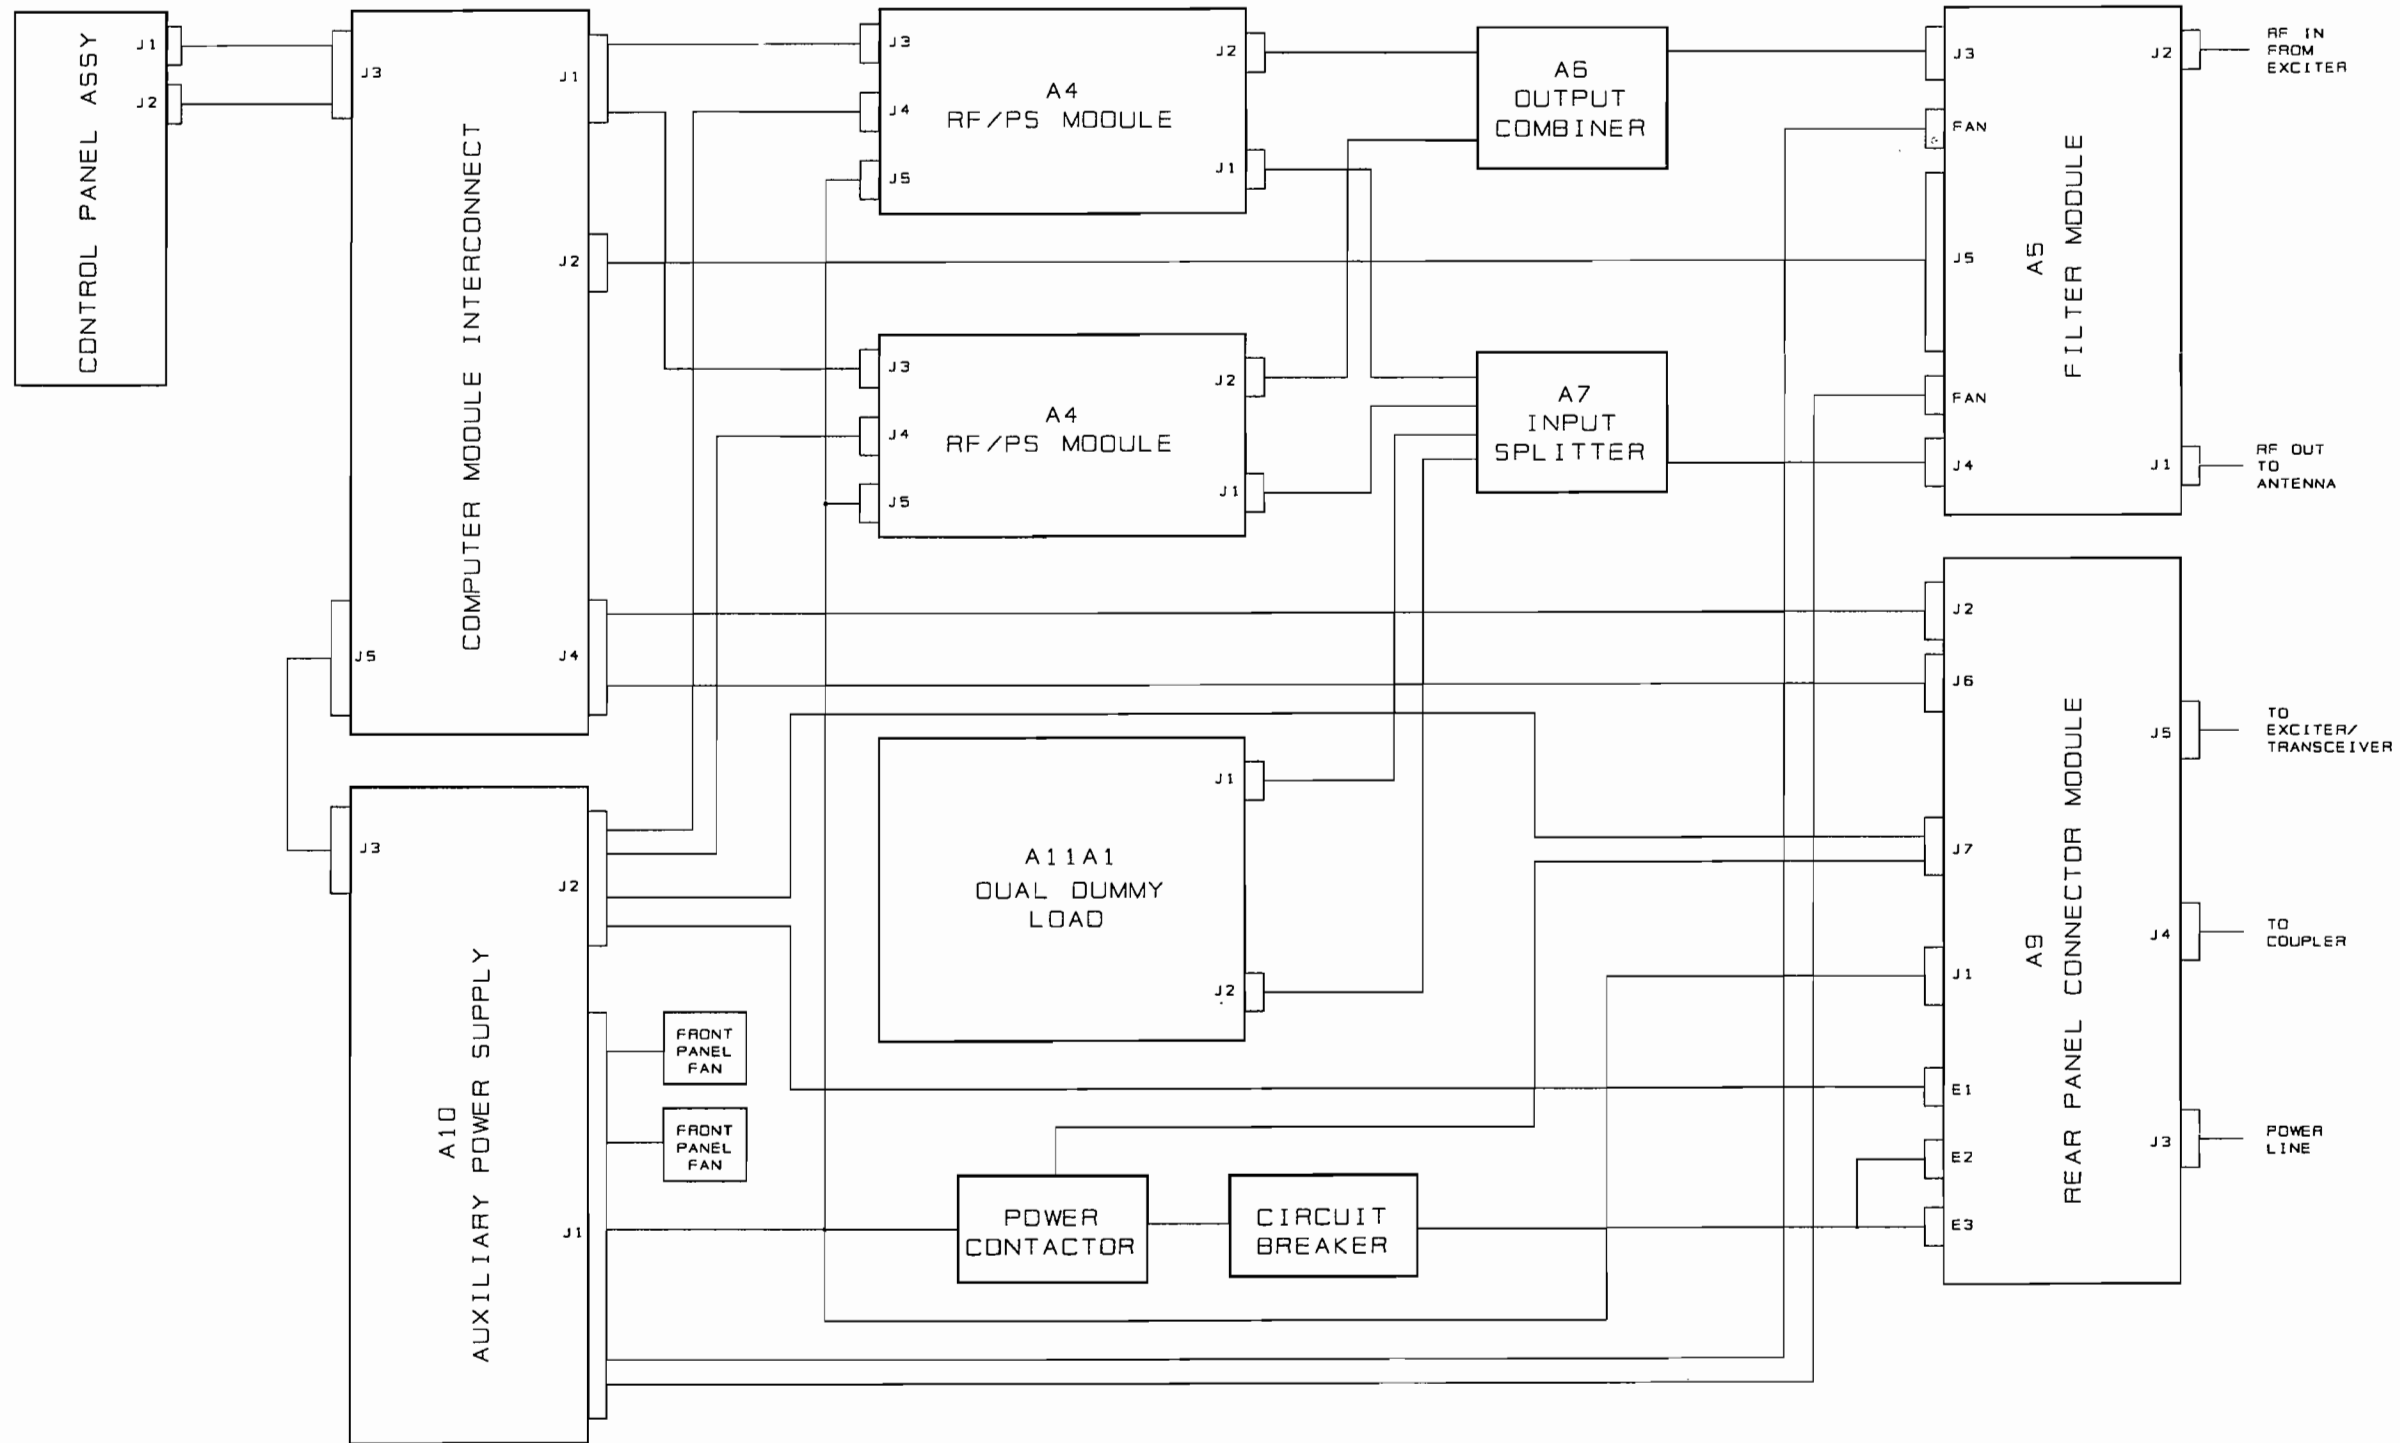 CONTROL PANEL ASSY
J1
J2
COMPUTER MODULE INTERCONNECT
J3
J1
J2
J5
J4
A4
RF/PS MODULE
J3
J4
J5
J2
J1
A4
RF/PS MODULE
J3
J4
J5
J2
J1
A6
OUTPUT
COMBINER
A7
INPUT
SPLITTER
A5
FILTER MODULE
J3
FAN
J5
FAN
J4
J2
J1
RF IN
FROM
EXCITER
RF OUT
TO
ANTENNA
A10
AUXILIARY POWER SUPPLY
J3
J2
J1
FRONT
PANEL
FAN
FRONT
PANEL
FAN
A11A1
DUAL DUMMY
LOAD
J1
J2
POWER
CONTACTOR
CIRCUIT
BREAKER
A9
REAR PANEL CONNECTOR MODULE
J2
J6
J7
J1
E1
E2
E3
J5
J4
J3
TO
EXCITER/
TRANSCEIVER
TO
COUPLER
POWER
LINE